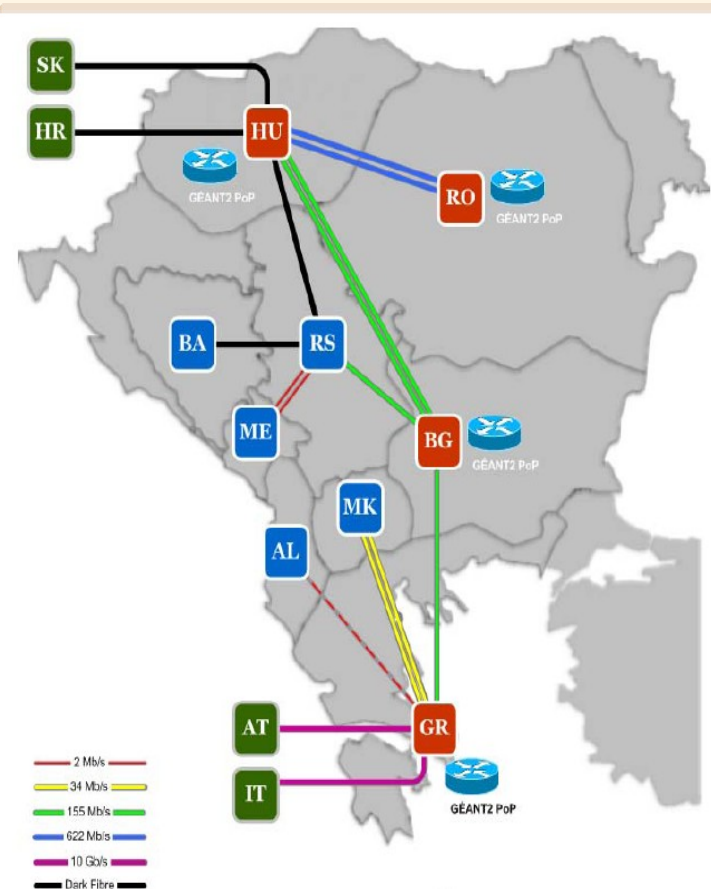 SK
HR
HU
GÉANT2 PoP
RO
GÉANT2 PoP
BA
RS
ME
BG
GÉANT2 PoP
MK
AL
AT
GR
IT
GÉANT2 PoP
2 Mb/s
34 Mb/s
155 Mb/s
622 Mb/s
10 Gb/s
Dark Fibre